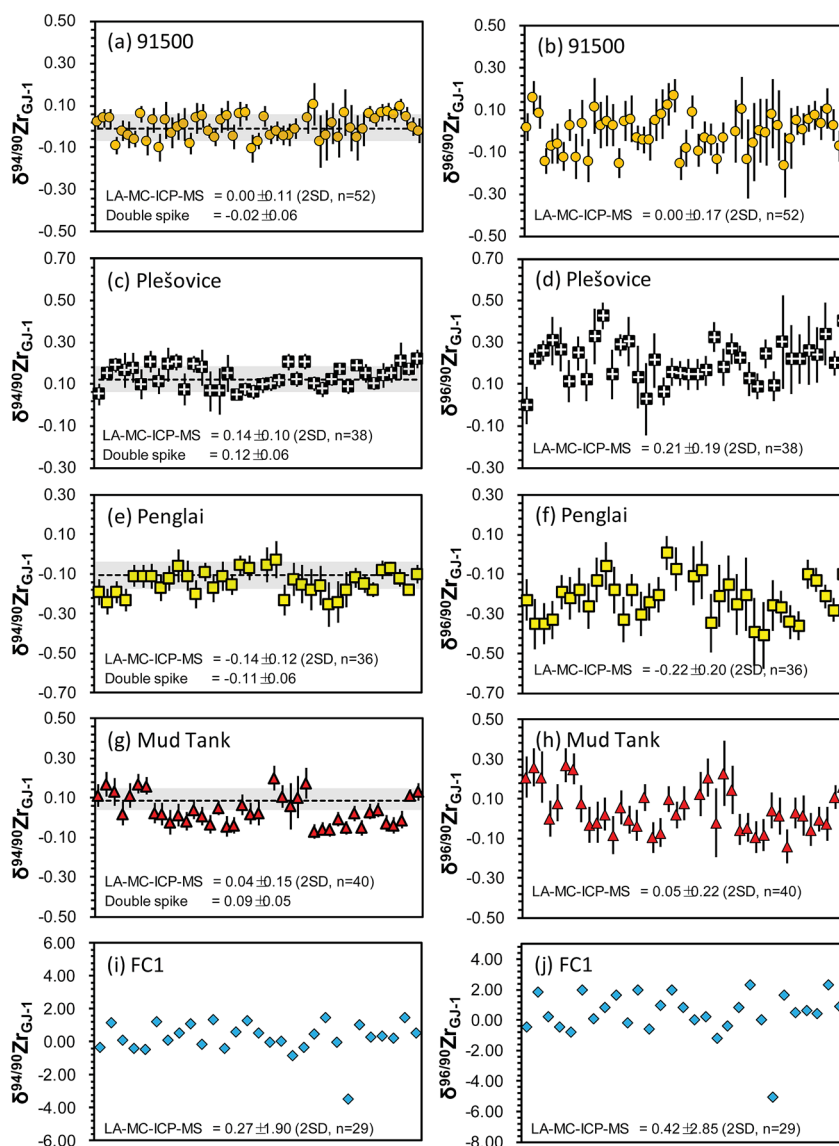 (a) 91500
0.50
0.30
0.10
-0.10
-0.30
-0.50
δ94/90ZrGJ-1
LA-MC-ICP-MS = 0.00±0.11 (2SD, n=52)
Double spike = -0.02±0.06
(b) 91500
0.50
0.30
0.10
-0.10
-0.30
-0.50
δ96/90ZrGJ-1
LA-MC-ICP-MS = 0.00±0.17 (2SD, n=52)
(c) Plešovice
0.70
0.50
0.30
0.10
-0.10
-0.30
δ94/90ZrGJ-1
LA-MC-ICP-MS = 0.14±0.10 (2SD, n=38)
Double spike = 0.12±0.06
(d) Plešovice
0.70
0.50
0.30
0.10
-0.10
-0.30
δ96/90ZrGJ-1
LA-MC-ICP-MS = 0.21±0.19 (2SD, n=38)
(e) Penglai
0.30
0.10
-0.10
-0.30
-0.50
-0.70
δ94/90ZrGJ-1
LA-MC-ICP-MS = -0.14±0.12 (2SD, n=36)
Double spike = -0.11±0.06
(f) Penglai
0.30
0.10
-0.10
-0.30
-0.50
-0.70
δ96/90ZrGJ-1
LA-MC-ICP-MS = -0.22±0.20 (2SD, n=36)
(g) Mud Tank
0.50
0.30
0.10
-0.10
-0.30
-0.50
δ94/90ZrGJ-1
LA-MC-ICP-MS = 0.04±0.15 (2SD, n=40)
Double spike = 0.09±0.05
(h) Mud Tank
0.50
0.30
0.10
-0.10
-0.30
-0.50
δ96/90ZrGJ-1
LA-MC-ICP-MS = 0.05±0.22 (2SD, n=40)
(i) FC1
6.00
4.00
2.00
0.00
-2.00
-4.00
-6.00
δ94/90ZrGJ-1
LA-MC-ICP-MS = 0.27±1.90 (2SD, n=29)
(j) FC1
4.00
2.00
0.00
-2.00
-4.00
-6.00
-8.00
δ96/90ZrGJ-1
LA-MC-ICP-MS = 0.42±2.85 (2SD, n=29)